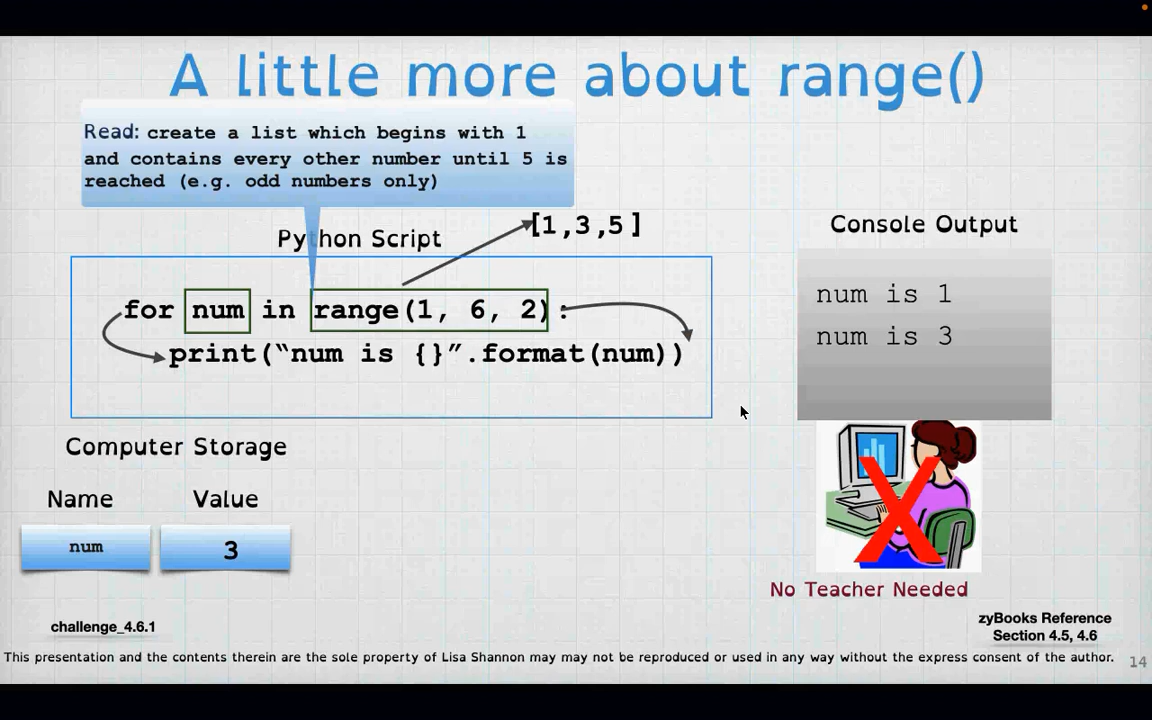 A little more about range()
Read: create a list which begins with 1
and contains every other number until 5 is
reached (e.g. odd numbers only)
[1,3,5]
Python Script
Console Output
for num in range(1, 6, 2):
print(“num is {}”.format(num))
num is 1
num is 3
Computer Storage
Name Value
num 3
No Teacher Needed
challenge_4.6.1
zyBooks Reference
Section 4.5, 4.6
This presentation and the contents therein are the sole property of Lisa Shannon may may not be reproduced or used in any way without the express consent of the author.
14